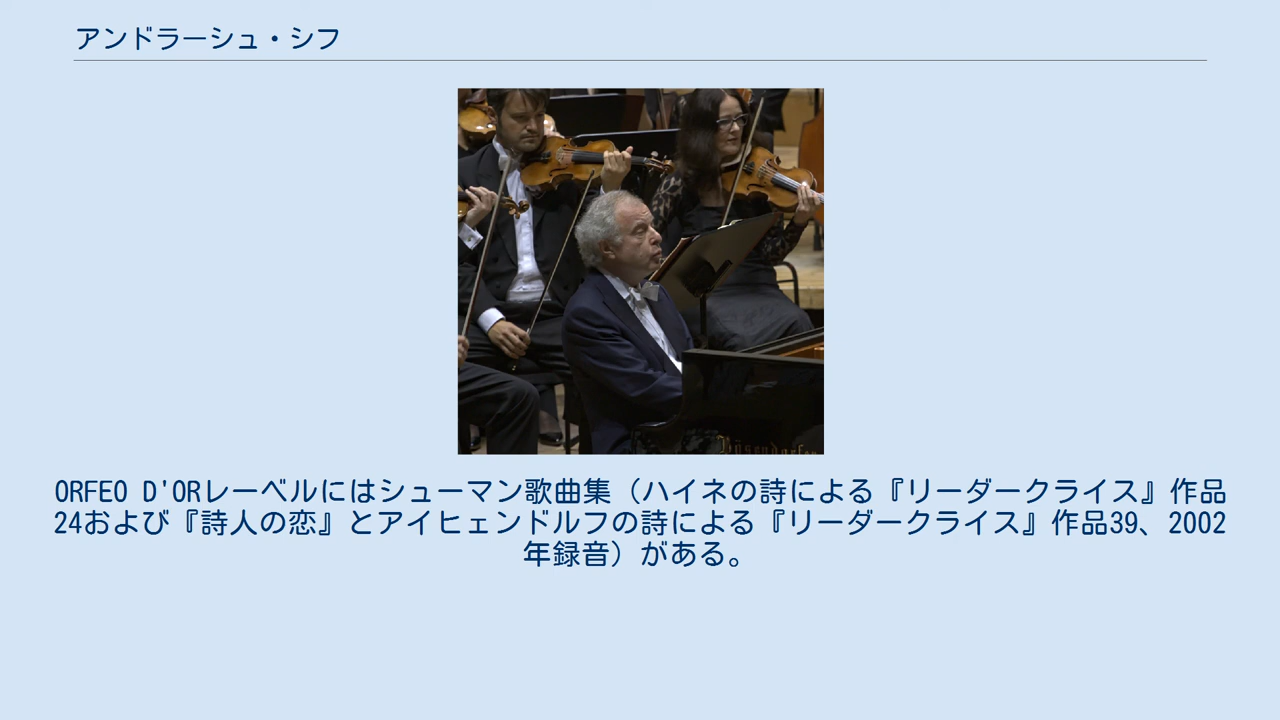 アンドラーシュ・シフ
Bösendorfer
ORFEO D'ORレーベルにはシューマン歌曲集（ハイネの詩による『リーダークライス』作品
24および『詩人の恋』とアイヒェンドルフの詩による『リーダークライス』作品39、2002
年録音）がある。